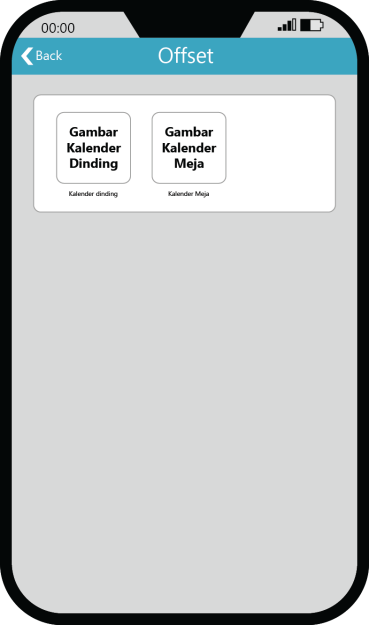 00:00
Back
Offset
Gambar
Kalender
Dinding
Gambar
Kalender
Meja
Kalender dinding
Kalender Meja